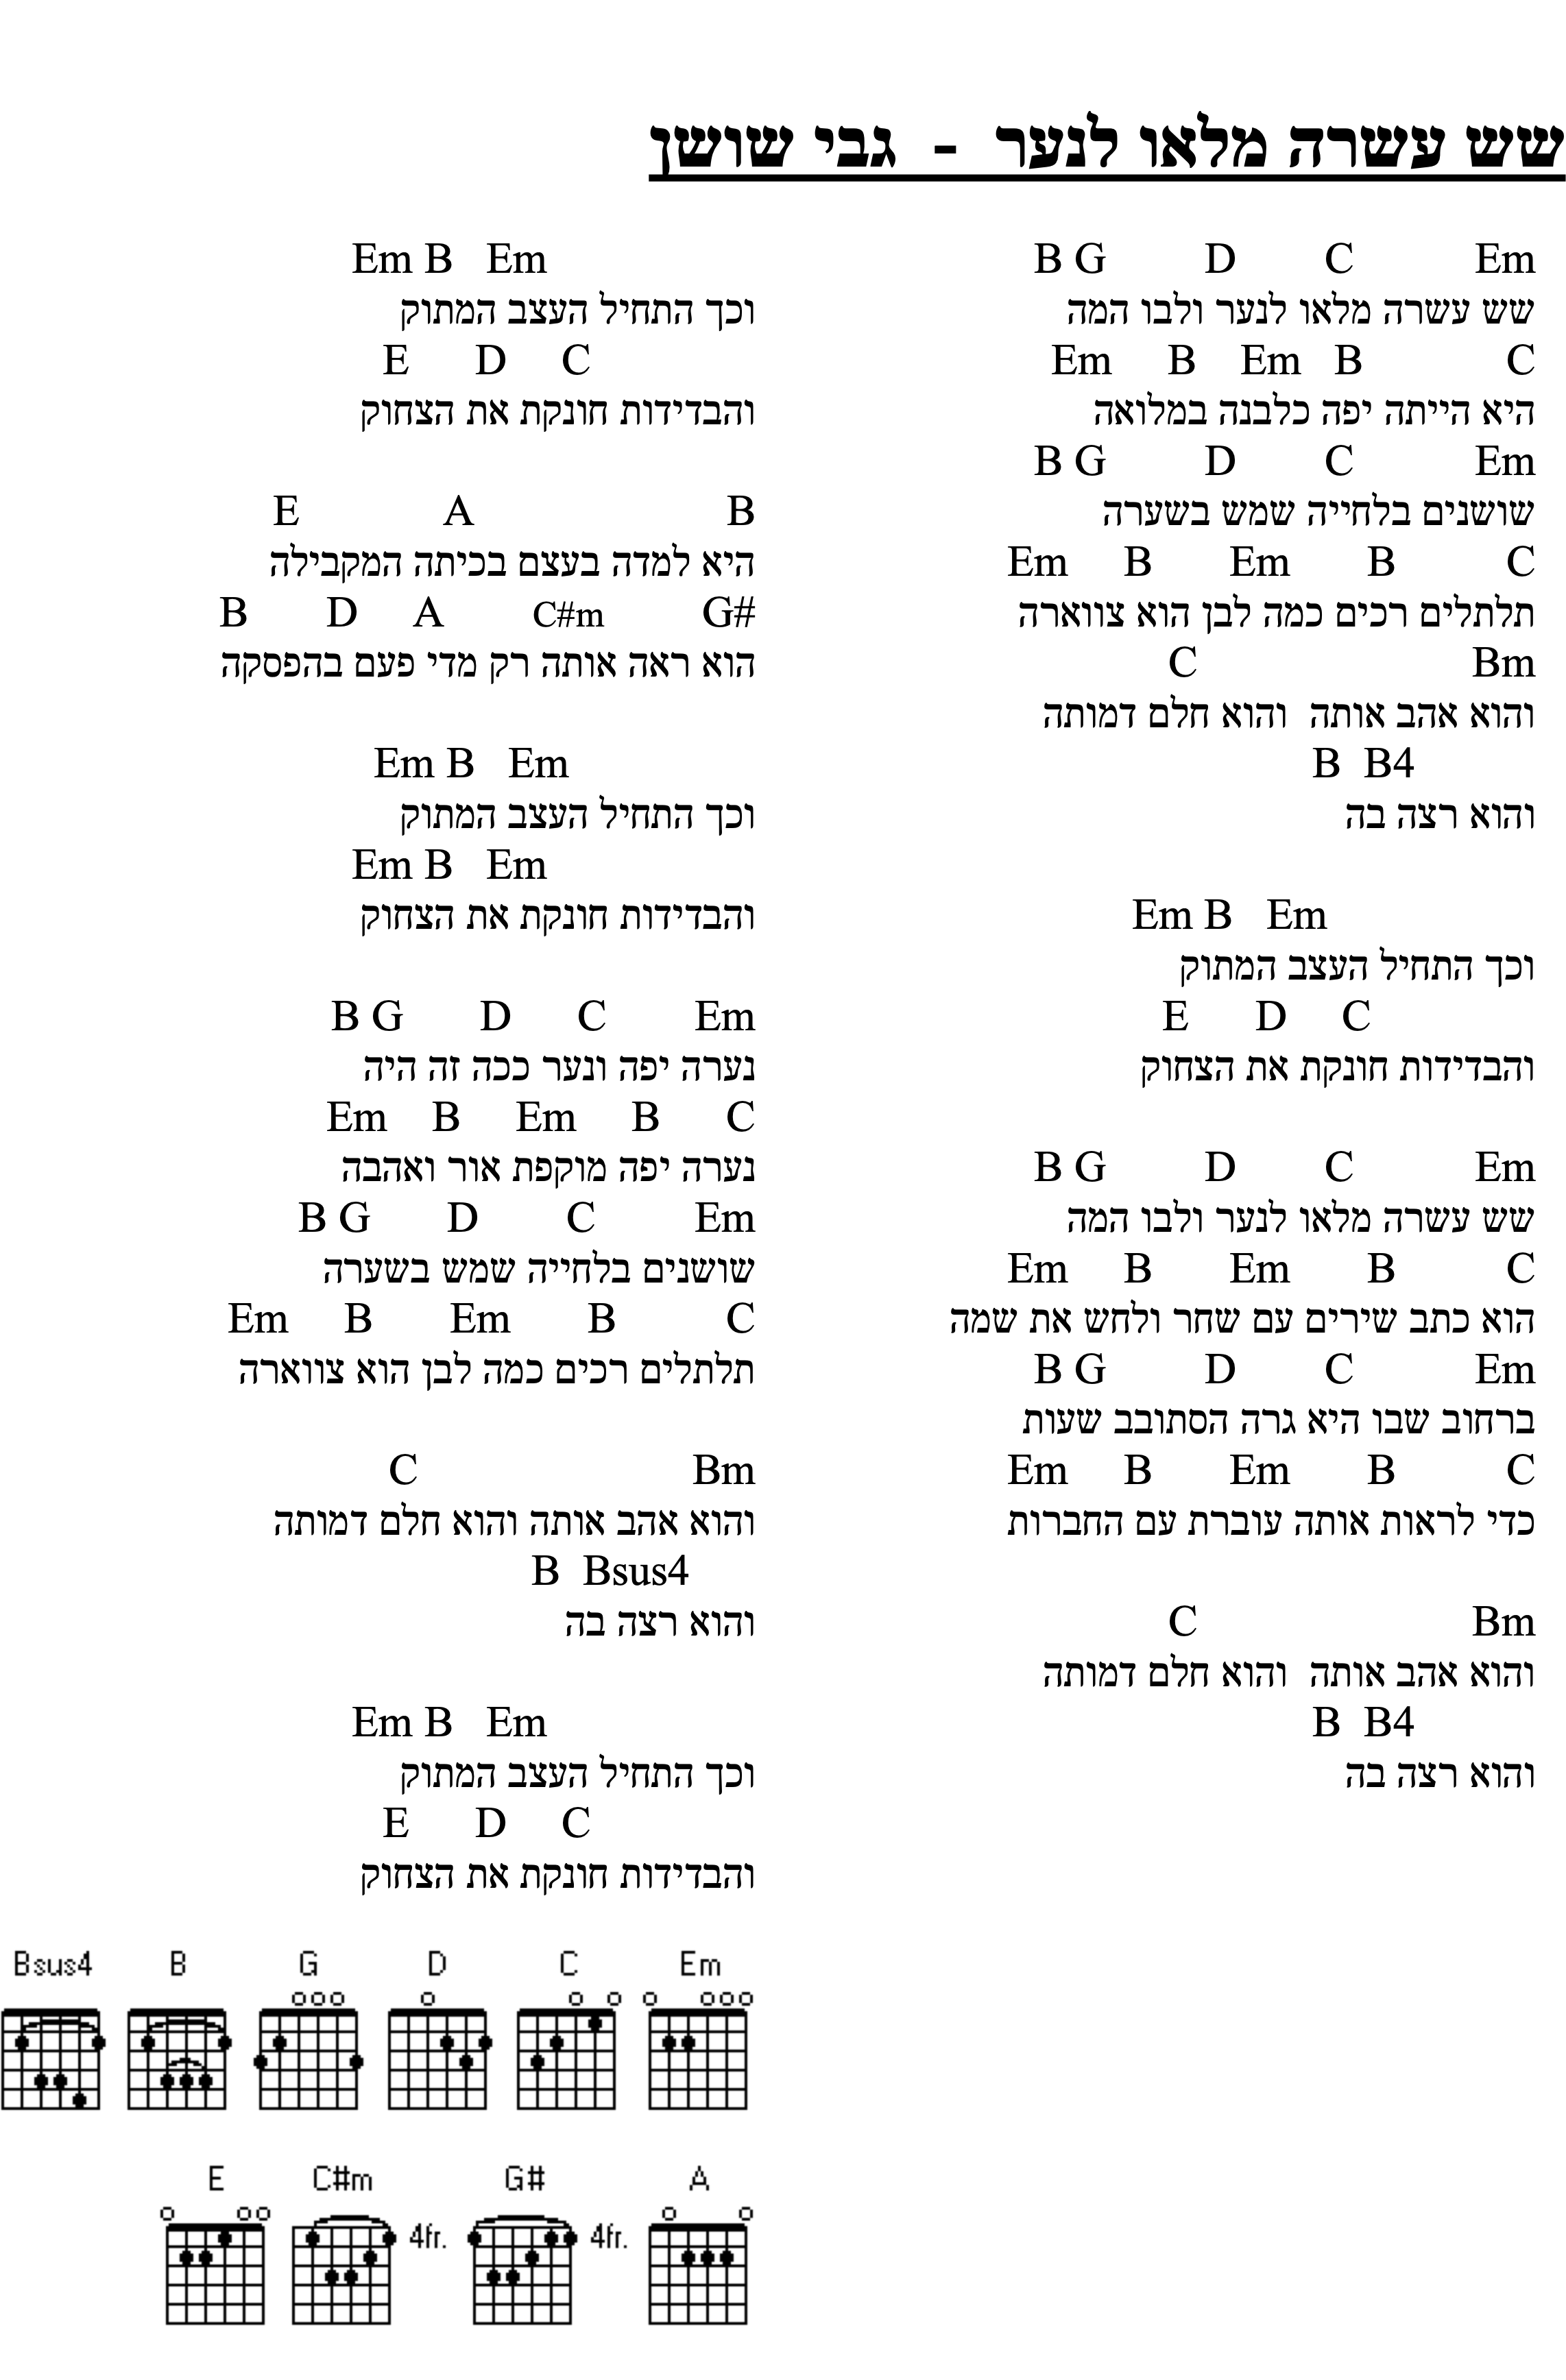 שש עשרה מלאו לנער - גבי שושן
B G D C Em
שש עשרה מלאו לנער ולבו המה
Em B Em B C
היא הייתה יפה כלבנה במלואה
B G D C Em
שושנים בלחייה שמש בשערה
Em B Em B C
תלתלים רכים כמה לבן הוא צווארה
C Bm
והוא אהב אותה והוא חלם דמותה
B B4
והוא רצה בה
Em B Em
וכך התחיל העצב המתוק
E D C
והבדידות חונקת את הצחוק
B G D C Em
שש עשרה מלאו לנער ולבו המה
Em B Em B C
הוא כתב שירים עם שחר ולחש את שמה
B G D C Em
ברחוב שבו היא גרה הסתובב שעות
Em B Em B C
כדי לראות אותה עוברת עם החברות
C Bm
והוא אהב אותה והוא חלם דמותה
B B4
והוא רצה בה
Em B Em
וכך התחיל העצב המתוק
E D C
והבדידות חונקת את הצחוק
E A B
היא למדה בעצם בכיתה המקבילה
B D A C#m G#
הוא ראה אותה רק מדי פעם בהפסקה
Em B Em
וכך התחיל העצב המתוק
Em B Em
והבדידות חונקת את הצחוק
B G D C Em
נערה יפה ונער ככה זה היה
Em B Em B C
נערה יפה מוקפת אור ואהבה
B G D C Em
שושנים בלחייה שמש בשערה
Em B Em B C
תלתלים רכים כמה לבן הוא צווארה
C Bm
והוא אהב אותה והוא חלם דמותה
B Bsus4
והוא רצה בה
Em B Em
וכך התחיל העצב המתוק
E D C
והבדידות חונקת את הצחוק
Bsus4 B G D C Em
E C#m G# A
4fr. 4fr.